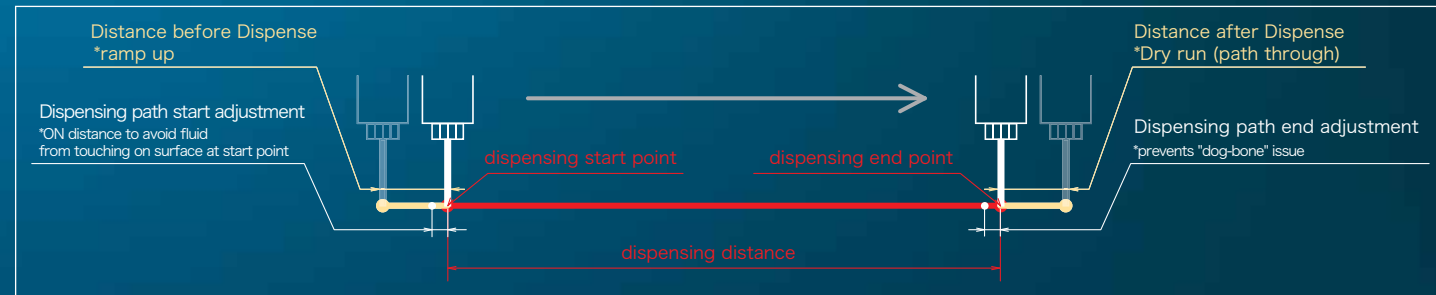 Distance before Dispense
*ramp up
Distance after Dispense
*Dry run (path through)
Dispensing path start adjustment
*ON distance to avoid fluid
from touching on surface at start point
Dispensing path end adjustment
*prevents "dog-bone" issue
dispensing start point
dispensing end point
dispensing distance